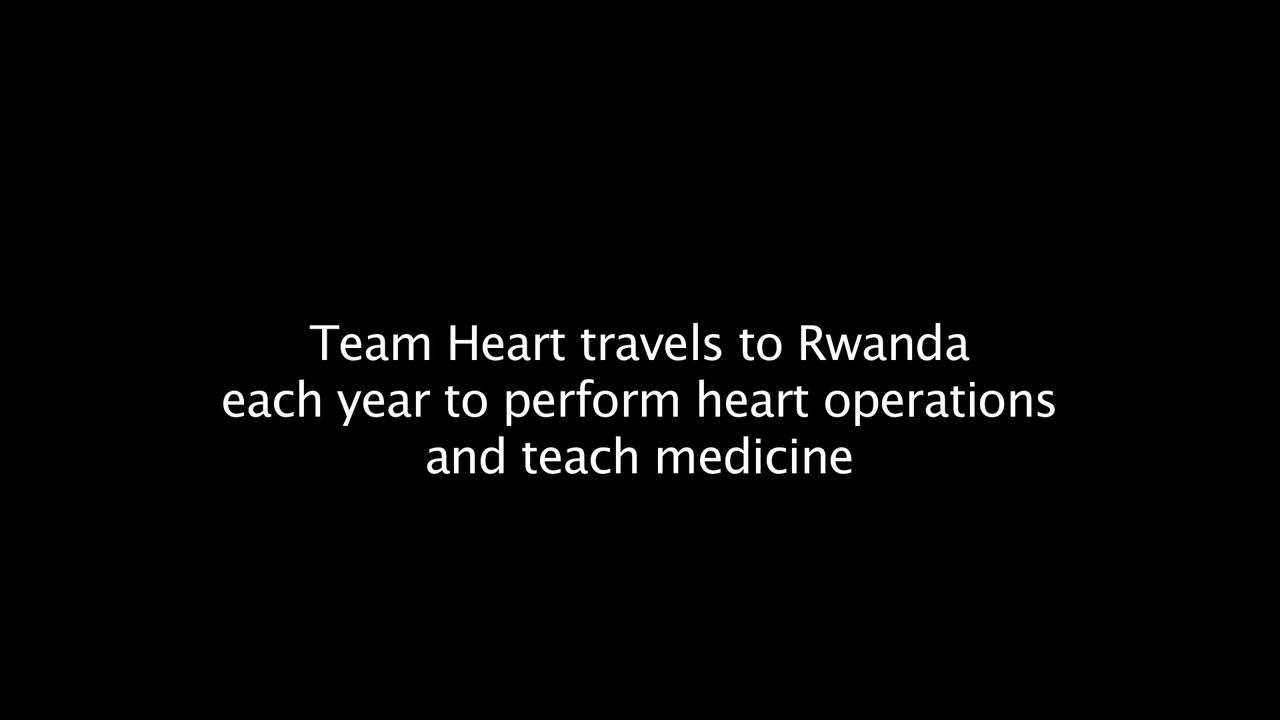 Team Heart travels to Rwanda
each year to perform heart operations
and teach medicine